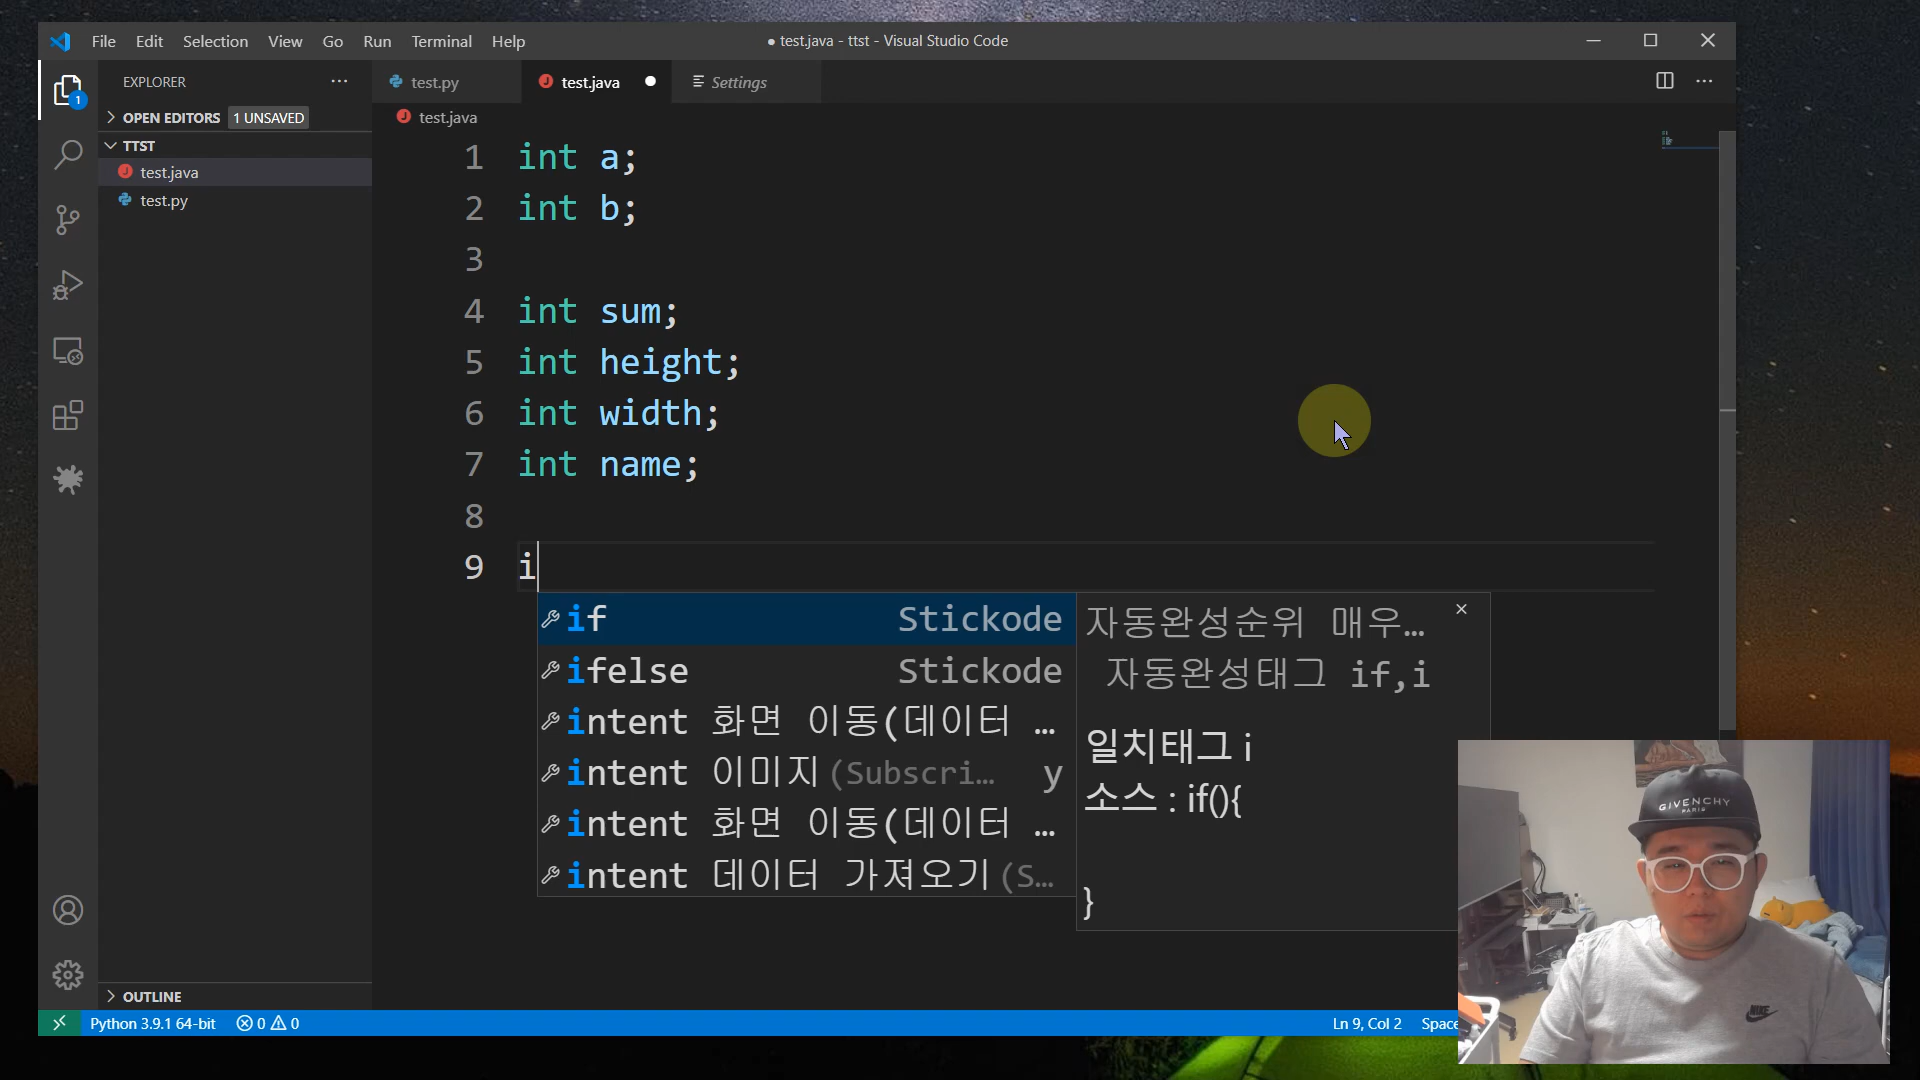 File Edit Selection View Go Run Terminal Help
● test.java - ttst - Visual Studio Code
EXPLORER
OPEN EDITORS 1 UNSAVED
TTST
test.java
test.py
OUTLINE
test.py
test.java
Settings
test.java
1 int a;
2 int b;
3
4 int sum;
5 int height;
6 int width;
7 int name;
8
9 i
if Stickode
ifelse Stickode
intent 화면 이동(데이터 ...
intent 이미지(Subscri... y
intent 화면 이동(데이터 ...
intent 데이터 가져오기(S...
자동완성순위 매우...
자동완성태그 if,i
일치태그 i
소스 : if(){
}
1
Python 3.9.1 64-bit 0 0
Ln 9, Col 2 Space
GIVENCHY
PARIS